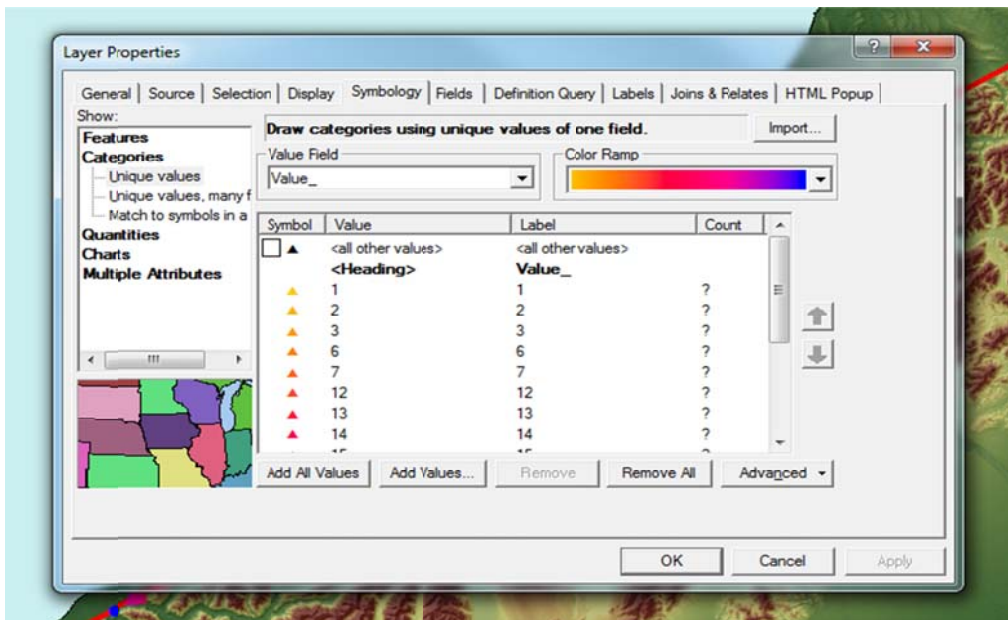 Layer Properties
General Source Selection Display Symbology Fields Definition Query Labels Joins & Relates HTML Popup
Show:
Features
Categories
Unique values
Unique values, many f
Match to symbols in a
Quantities
Charts
Multiple Attributes
Draw categories using unique values of one field.
Import...
Value Field
Value_
Color Ramp
Symbol Value Label Count
<all other values> <all other values>
<Heading> Value_
1 1 ?
2 2 ?
3 3 ?
6 6 ?
7 7 ?
12 12 ?
13 13 ?
14 14 ?
Add All Values Add Values... Remove Remove All Advanced
OK Cancel Apply